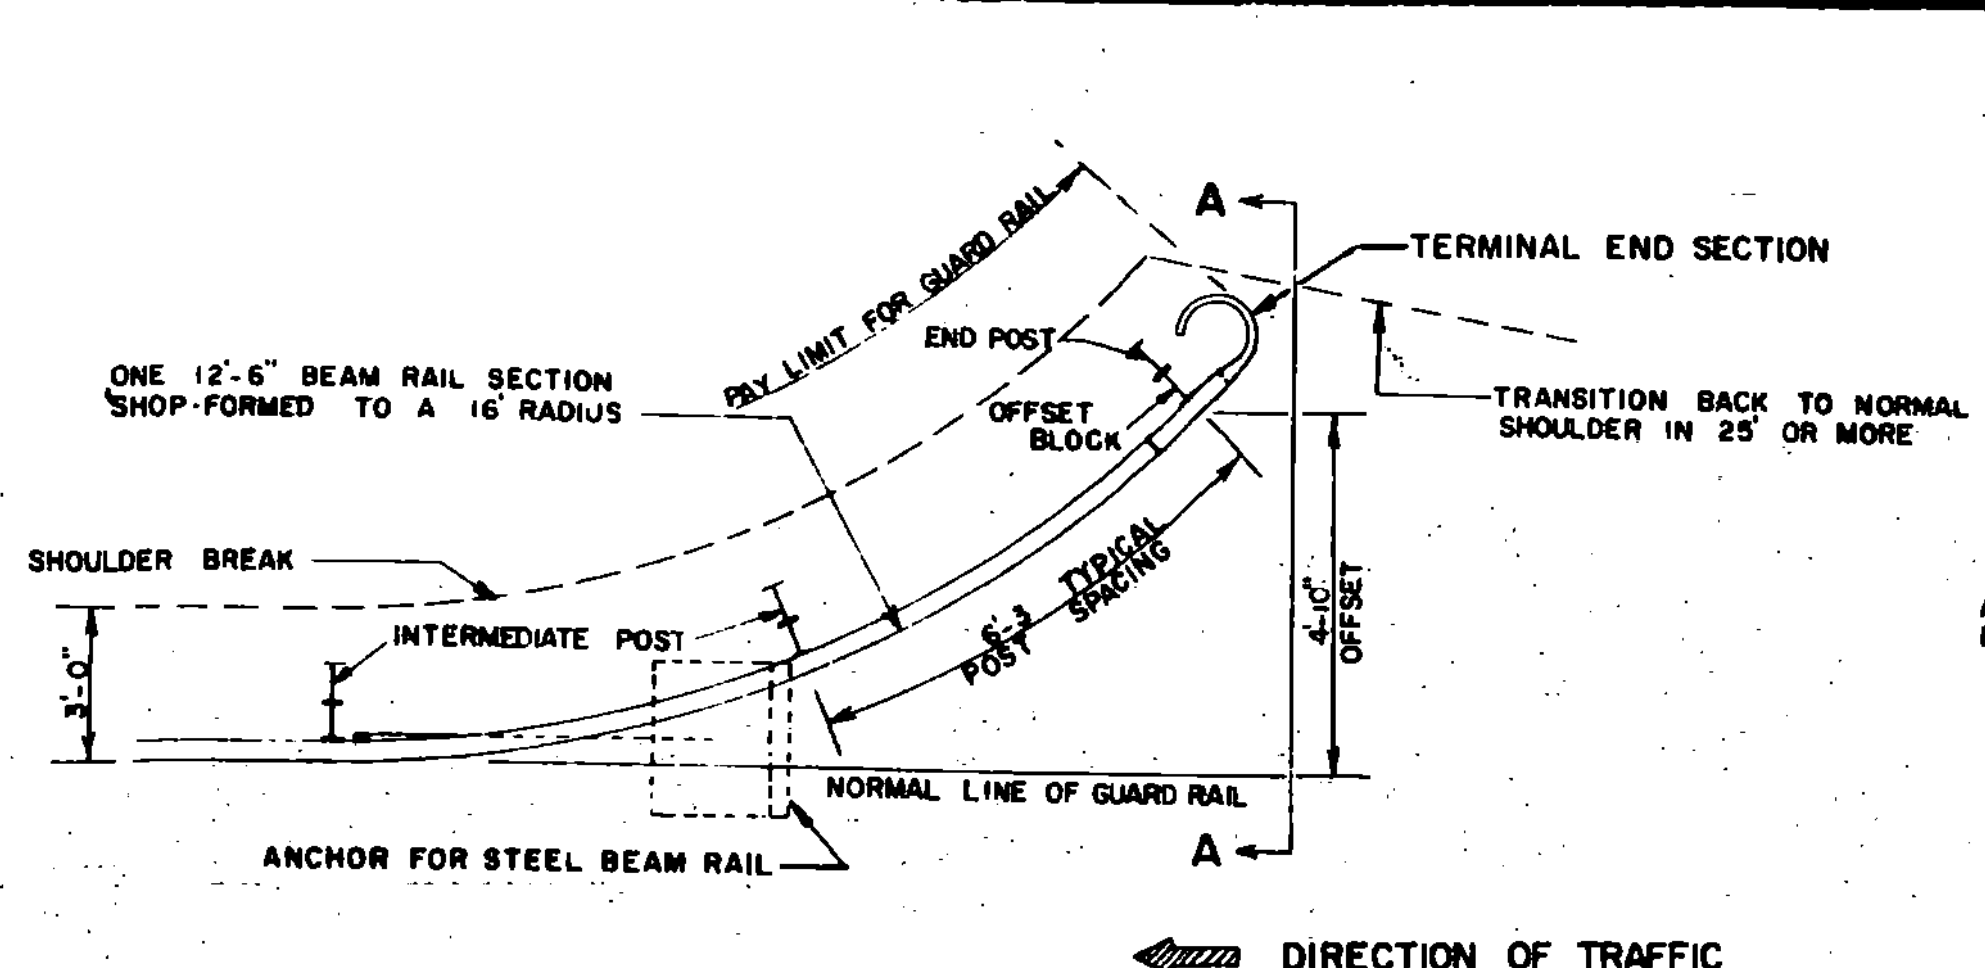 A
TERMINAL END SECTION
PAY LIMIT FOR GUARD RAIL
END POST
ONE 12'-6" BEAM RAIL SECTION
SHOP-FORMED TO A 16' RADIUS
OFFSET
BLOCK
TRANSITION BACK TO NORMAL
SHOULDER IN 25' OR MORE
SHOULDER BREAK
6'-3 TYPICAL
POST SPACING
4'-10"
OFFSET
INTERMEDIATE POST
3'-0"
NORMAL LINE OF GUARD RAIL
ANCHOR FOR STEEL BEAM RAIL
A
DIRECTION OF TRAFFIC